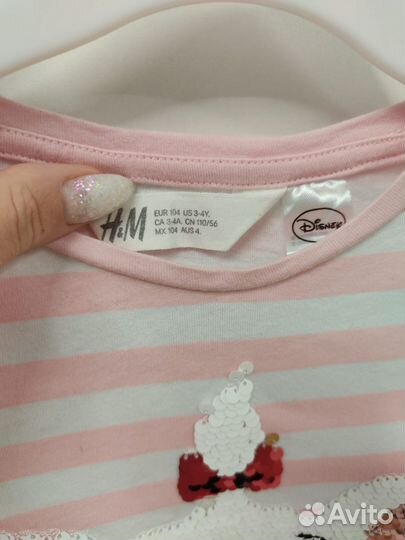 H&M
EUR 104 US 3-4Y.
CA 3-4A. CN 110/56
MX 104 AUS 4.
Disney
Avito